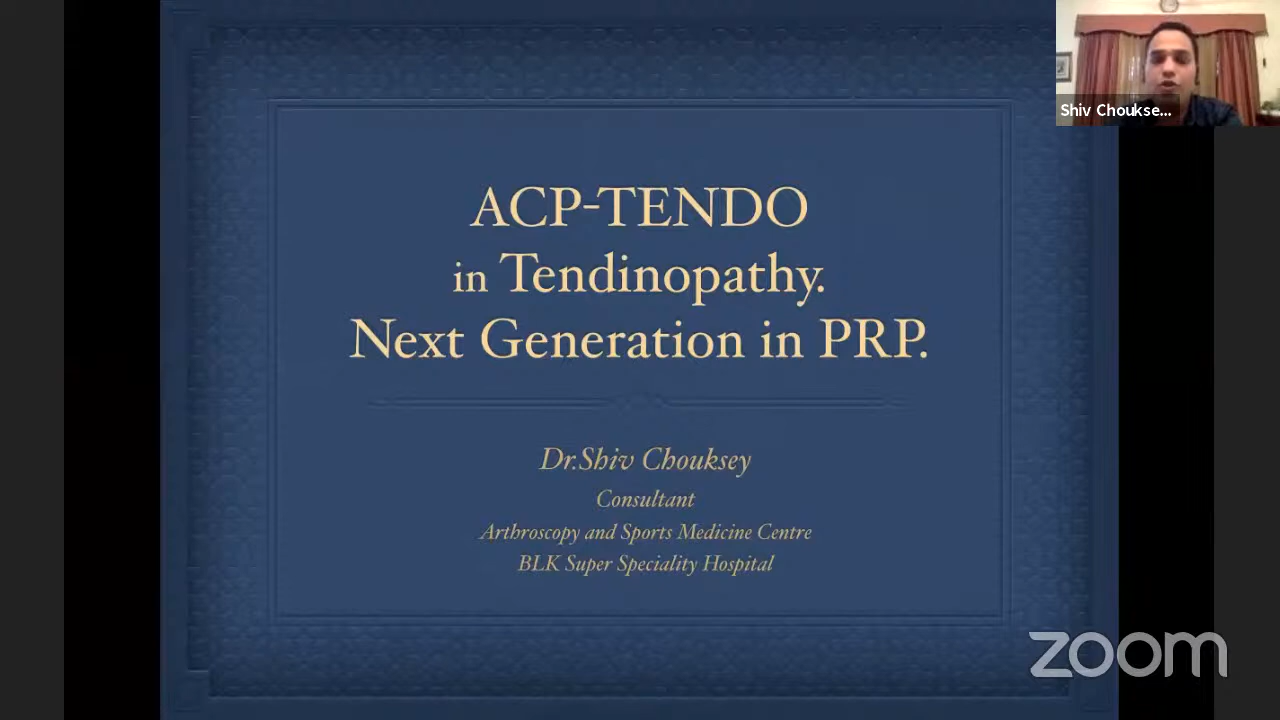 Shiv Choukse...
ACP-TENDO
in Tendinopathy.
Next Generation in PRP.
Dr.Shiv Chouksey
Consultant
Arthroscopy and Sports Medicine Centre
BLK Super Speciality Hospital
zoom